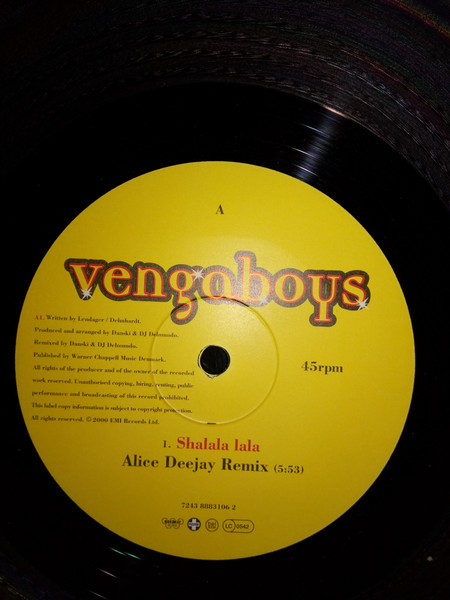 A
vengaboys
A1. Written by Lendager / Dehnhardt.
Produced and arranged by Danski & DJ Delmundo.
Remixed by Danski & DJ Delmundo.
Published by Warner Chappell Music Denmark.
All rights of the producer and of the owner of the recorded
work reserved. Unauthorised copying, hiring, renting, public
performance and broadcasting of this record prohibited.
This label copy information is subject to copyright protection.
All rights reserved. ℗©2000 EMI Records Ltd.
45rpm
1. Shalala lala
Alice Deejay Remix (5:53)
7243 8883106 2
LC 0542